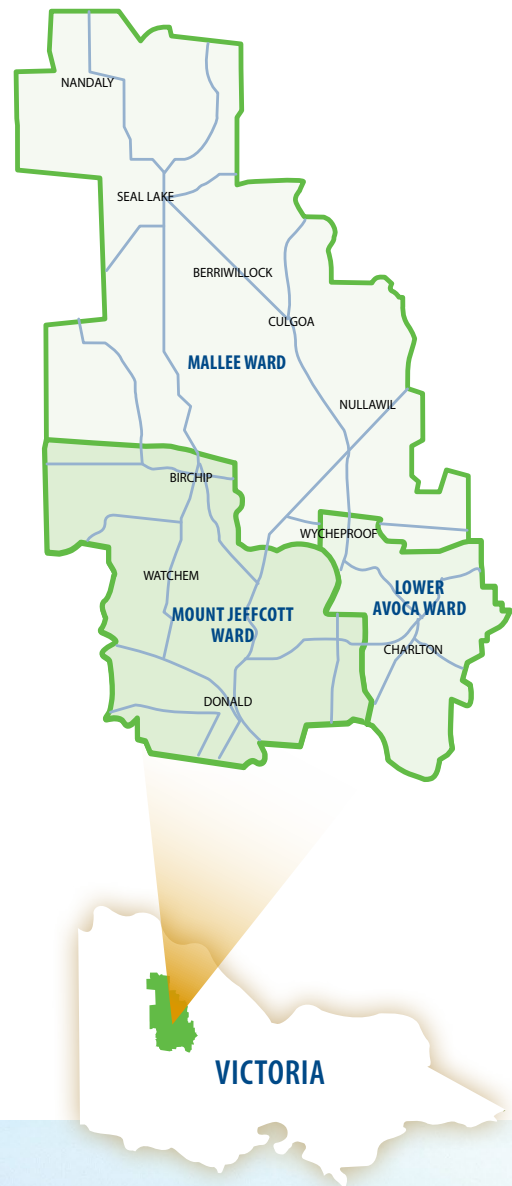 NANDALY
SEAL LAKE
BERRIWILLOCK
CULGOA
MALLEE WARD
NULLAWIL
BIRCHIP
WYCHEPROOF
WATCHEM
LOWER
AVOCA WARD
MOUNT JEFFCOTT
WARD
CHARLTON
DONALD
VICTORIA